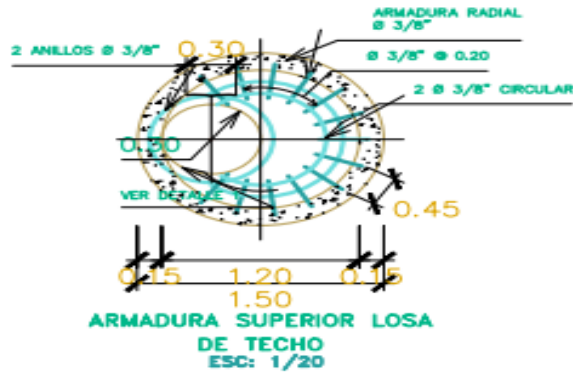 ARMADURA RADIAL
Ø 3/8"
2 ANILLOS Ø 3/8"
0.30
Ø 3/8" @ 0.20
2 Ø 3/8" CIRCULAR
0.30
VER DETALLE
0.45
0.15
1.20
0.15
1.50
ARMADURA SUPERIOR LOSA
DE TECHO
ESC: 1/20